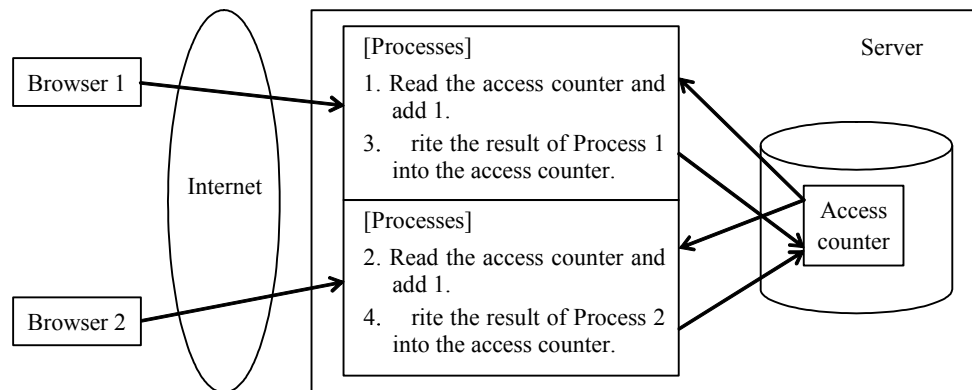 Browser 1
Browser 2
Internet
Server
[Processes]
1. Read the access counter and
add 1.
3. rite the result of Process 1
into the access counter.
[Processes]
2. Read the access counter and
add 1.
4. rite the result of Process 2
into the access counter.
Access
counter